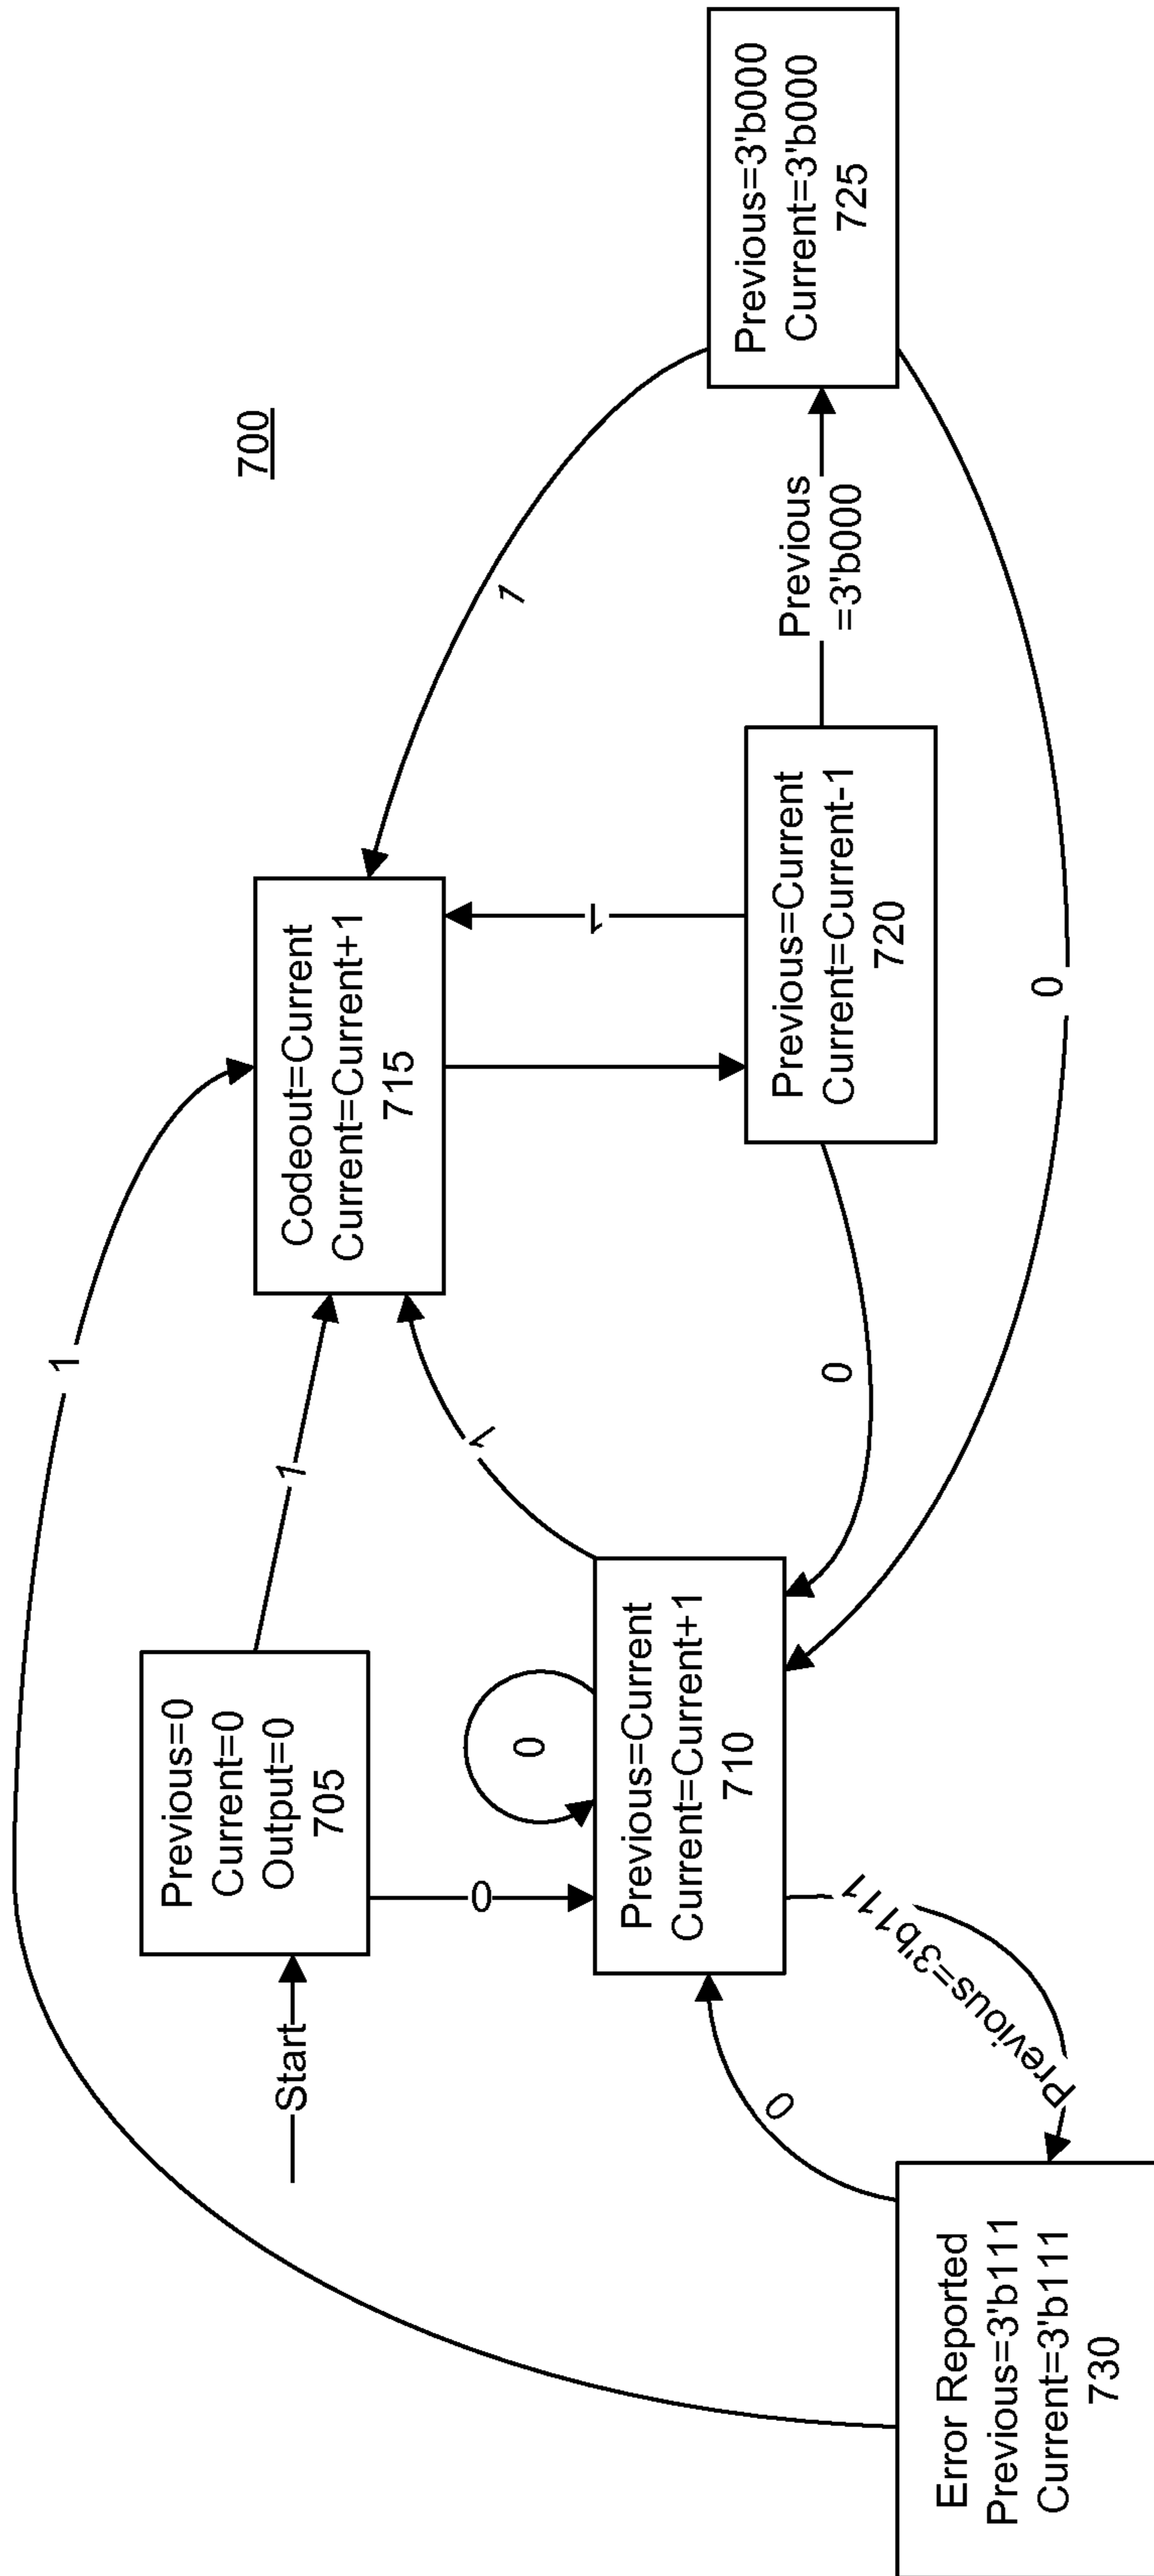 700
Start
Previous=0
Current=0
Output=0
705
1
0
1
Codeout=Current
Current=Current+1
715
1
1
1
Previous=Current
Current=Current+1
710
0
Previous=Current
Current=Current-1
720
0
Previous
=3'b000
Previous=3'b000
Current=3'b000
725
0
Previous=3'b111
0
Error Reported
Previous=3'b111
Current=3'b111
730